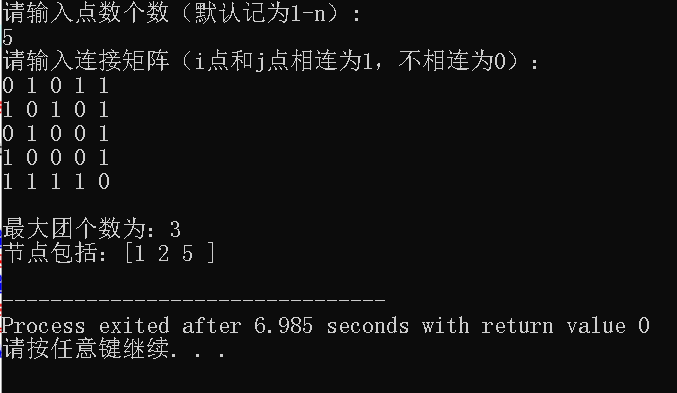 请输入点数个数（默认记为1-n）：
5
请输入连接矩阵（i点和j点相连为1，不相连为0）：
0 1 0 1 1
1 0 1 0 1
0 1 0 0 1
1 0 0 0 1
1 1 1 1 0
最大团个数为：3
节点包括：[1 2 5 ]
--------------------------------
Process exited after 6.985 seconds with return value 0
请按任意键继续. . .